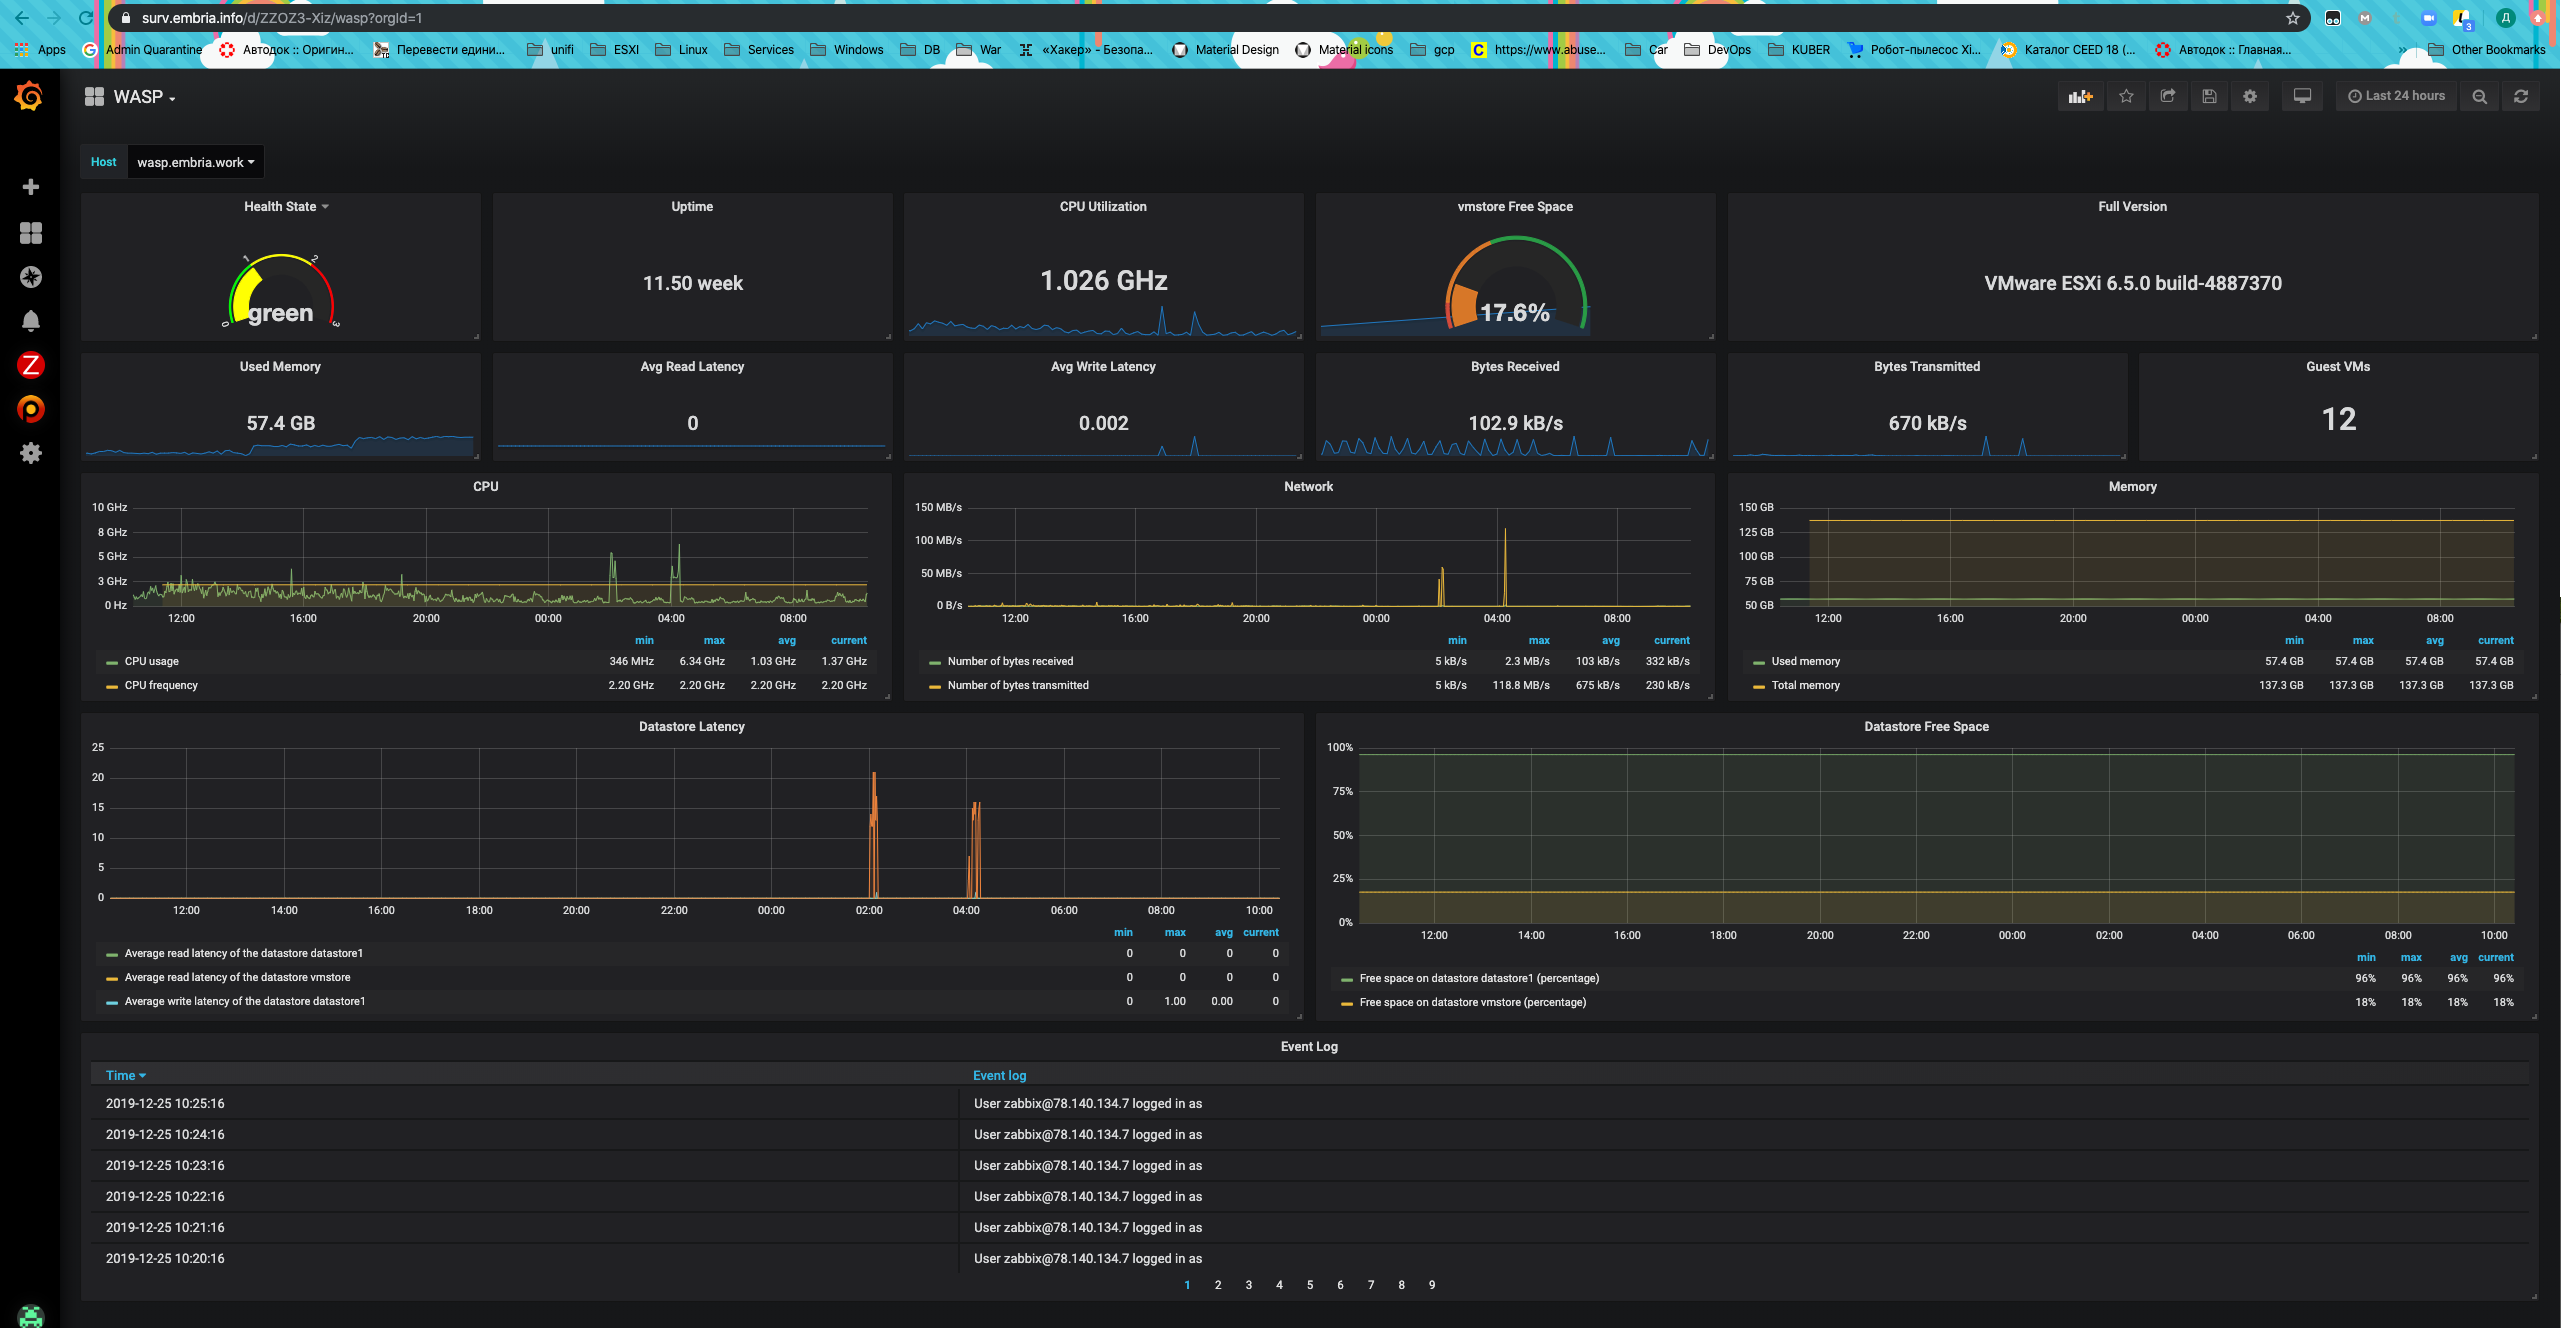 surv.embria.info/d/ZZOZ3-Xiz/wasp?orgId=1
3
Д
Apps Admin Quarantine Автодок :: Оригин... Перевести едини... unifi ESXI Linux Services Windows DB War «Хакер» - Безопа... Material Design Material icons gcp https://www.abuse... Car DevOps KUBER Робот-пылесос Xi... Каталог CEED 18 (... Автодок :: Главная... » Other Bookmarks
WASP
Last 24 hours
Host wasp.embria.work
Health State
0 1 2 3
green
Uptime
11.50 week
CPU Utilization
1.026 GHz
vmstore Free Space
17.6%
Full Version
VMware ESXi 6.5.0 build-4887370
Used Memory
57.4 GB
Avg Read Latency
0
Avg Write Latency
0.002
Bytes Received
102.9 kB/s
Bytes Transmitted
670 kB/s
Guest VMs
12
CPU
10 GHz
8 GHz
5 GHz
3 GHz
0 Hz
12:00 16:00 20:00 00:00 04:00 08:00
min max avg current
CPU usage 346 MHz 6.34 GHz 1.03 GHz 1.37 GHz
CPU frequency 2.20 GHz 2.20 GHz 2.20 GHz 2.20 GHz
Network
150 MB/s
100 MB/s
50 MB/s
0 B/s
12:00 16:00 20:00 00:00 04:00 08:00
min max avg current
Number of bytes received 5 kB/s 2.3 MB/s 103 kB/s 332 kB/s
Number of bytes transmitted 5 kB/s 118.8 MB/s 675 kB/s 230 kB/s
Memory
150 GB
125 GB
100 GB
75 GB
50 GB
12:00 16:00 20:00 00:00 04:00 08:00
min max avg current
Used memory 57.4 GB 57.4 GB 57.4 GB 57.4 GB
Total memory 137.3 GB 137.3 GB 137.3 GB 137.3 GB
Datastore Latency
25
20
15
10
5
0
12:00 14:00 16:00 18:00 20:00 22:00 00:00 02:00 04:00 06:00 08:00 10:00
min max avg current
Average read latency of the datastore datastore1 0 0 0 0
Average read latency of the datastore vmstore 0 0 0 0
Average write latency of the datastore datastore1 0 1.00 0.00 0
Datastore Free Space
100%
75%
50%
25%
0%
12:00 14:00 16:00 18:00 20:00 22:00 00:00 02:00 04:00 06:00 08:00 10:00
min max avg current
Free space on datastore datastore1 (percentage) 96% 96% 96% 96%
Free space on datastore vmstore (percentage) 18% 18% 18% 18%
Event Log
Time Event log
2019-12-25 10:25:16 User zabbix@78.140.134.7 logged in as
2019-12-25 10:24:16 User zabbix@78.140.134.7 logged in as
2019-12-25 10:23:16 User zabbix@78.140.134.7 logged in as
2019-12-25 10:22:16 User zabbix@78.140.134.7 logged in as
2019-12-25 10:21:16 User zabbix@78.140.134.7 logged in as
2019-12-25 10:20:16 User zabbix@78.140.134.7 logged in as
1 2 3 4 5 6 7 8 9